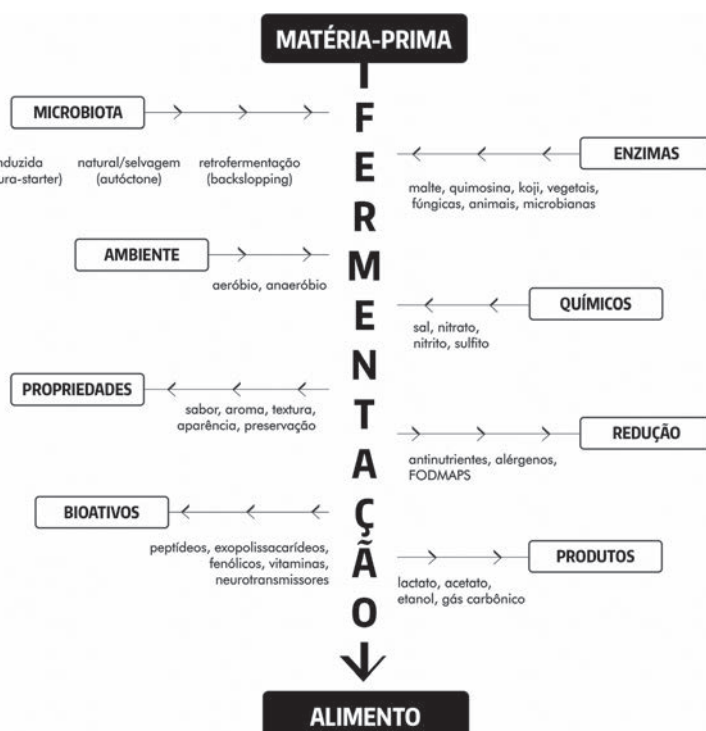 MATÉRIA-PRIMA
FERMENTAÇÃO
MICROBIOTA
natural/selvagem
(autóctone)
retrofermentação
(backslopping)
ENZIMAS
malte, quimosina, koji, vegetais,
fúngicas, animais, microbianas
AMBIENTE
aeróbio, anaeróbio
QUÍMICOS
sal, nitrato,
nitrito, sulfito
PROPRIEDADES
sabor, aroma, textura,
aparência, preservação
REDUÇÃO
antinutrientes, alérgenos,
FODMAPS
BIOATIVOS
peptídeos, exopolissacarídeos,
fenólicos, vitaminas,
neurotransmissores
PRODUTOS
lactato, acetato,
etanol, gás carbônico
ALIMENTO